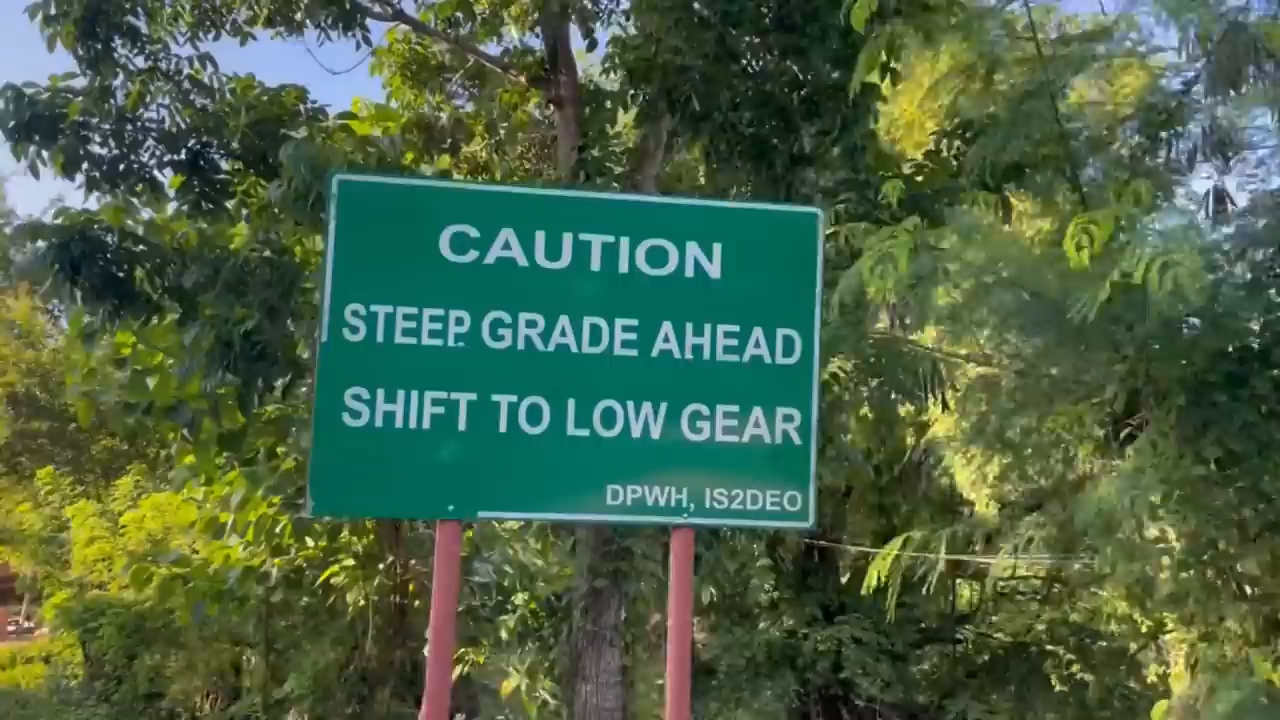 CAUTION
STEEP GRADE AHEAD
SHIFT TO LOW GEAR
DPWH, IS2DEO